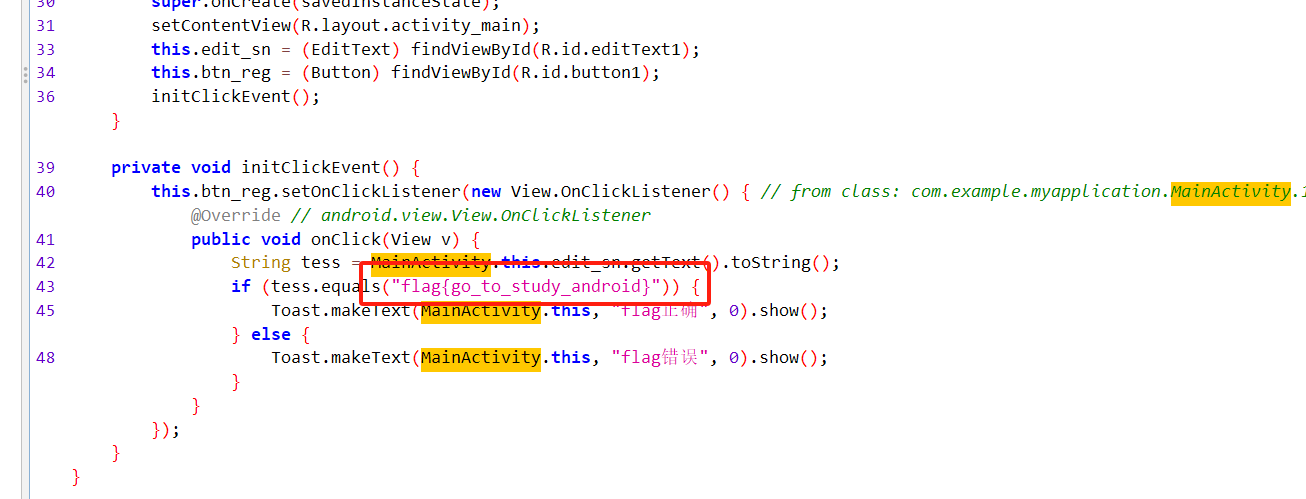 30 super.onCreate(savedInstanceState);
31 setContentView(R.layout.activity_main);
33 this.edit_sn = (EditText) findViewById(R.id.editText1);
34 this.btn_reg = (Button) findViewById(R.id.button1);
36 initClickEvent();
}
39 private void initClickEvent() {
40 this.btn_reg.setOnClickListener(new View.OnClickListener() { // from class: com.example.myapplication.MainActivity.1
@Override // android.view.View.OnClickListener
41 public void onClick(View v) {
42 String tess = MainActivity.this.edit_sn.getText().toString();
43 if (tess.equals("flag{go_to_study_android}")) {
45 Toast.makeText(MainActivity.this, "flag正确", 0).show();
} else {
48 Toast.makeText(MainActivity.this, "flag错误", 0).show();
}
}
});
}
}